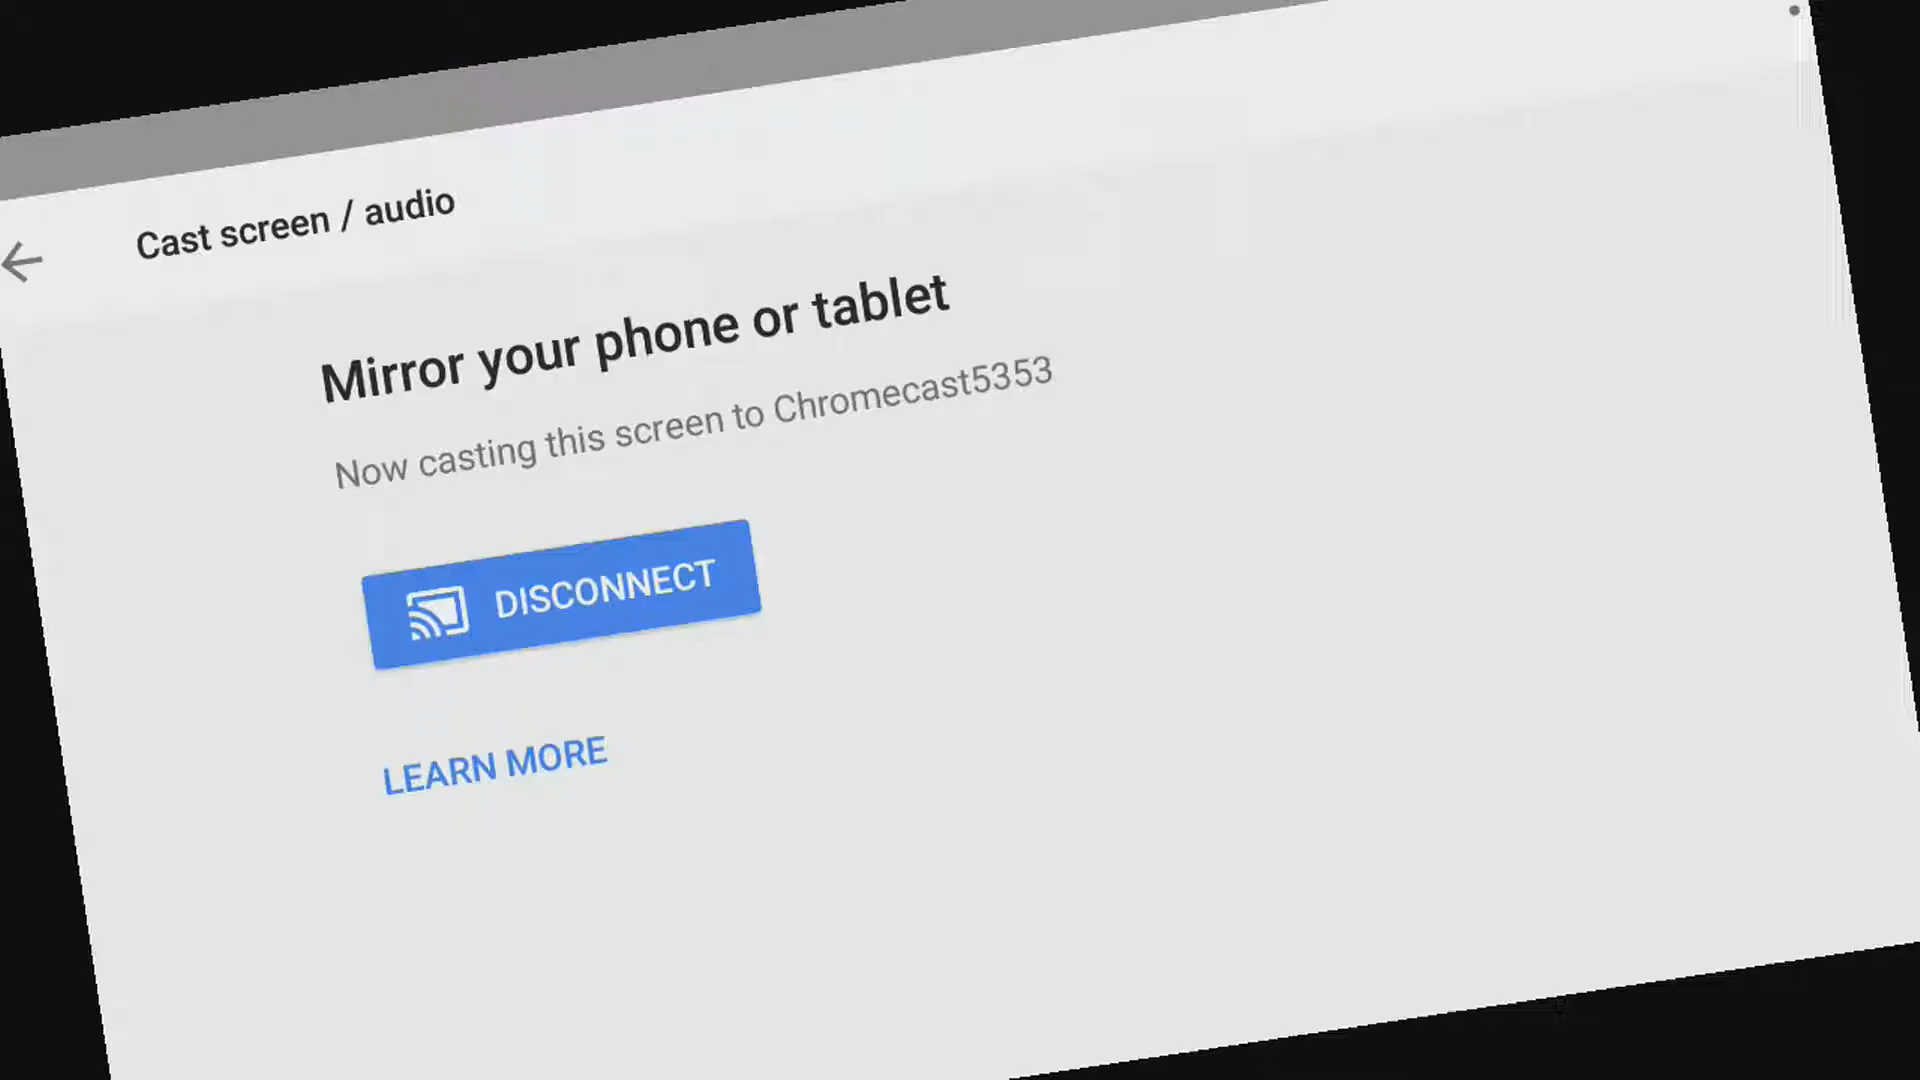 Cast screen / audio
Mirror your phone or tablet
Now casting this screen to Chromecast5353
DISCONNECT
LEARN MORE